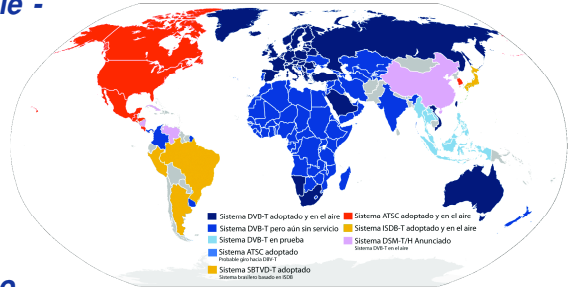 Sistema DVB-T adoptado y en el aire
Sistema DVB-T pero aún sin servicio
Sistema DVB-T en prueba
Sistema ATSC adoptado
Probable giro hacia DBV-T
Sistema SBTVD-T adoptado
Sistema brasilero basado en ISDB
Sistema ATSC adoptado y en el aire
Sistema ISDB-T adoptado y en el aire
Sistema DSM-T/H Anunciado
Sistema DVB-T en el aire